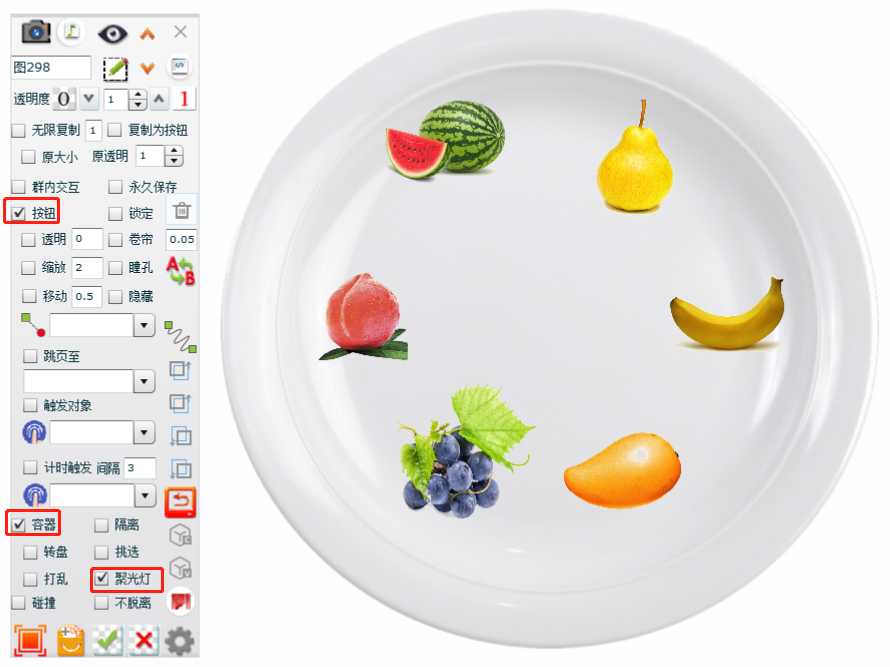 图298
透明度 0 1 1
无限复制 1 复制为按钮
原大小 原透明 1
群内交互 永久保存
按钮 锁定
透明 0 卷帘 0.05
缩放 2 瞳孔 A B
移动 0.5 隐藏
跳页至
触发对象
计时触发 间隔 3
容器 隔离
转盘 挑选
打乱 聚光灯
碰撞 不脱离